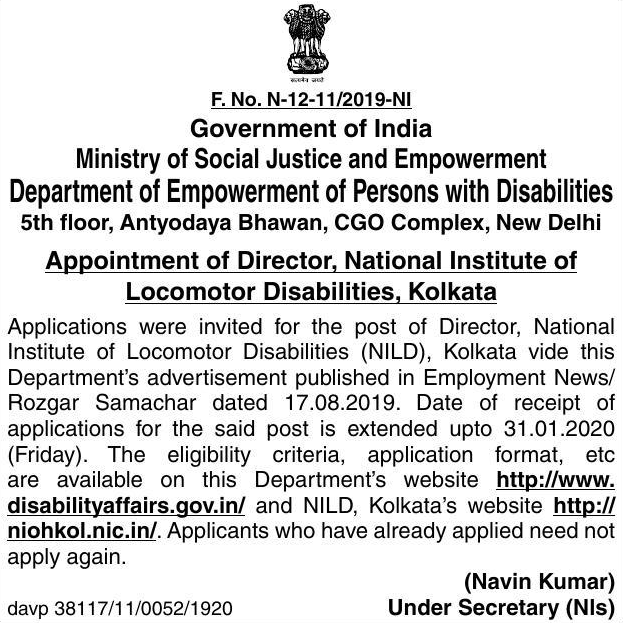 सत्यमेव जयते
F. No. N-12-11/2019-NI
Government of India
Ministry of Social Justice and Empowerment
Department of Empowerment of Persons with Disabilities
5th floor, Antyodaya Bhawan, CGO Complex, New Delhi
Appointment of Director, National Institute of
Locomotor Disabilities, Kolkata
Applications were invited for the post of Director, National
Institute of Locomotor Disabilities (NILD), Kolkata vide this
Department's advertisement published in Employment News/
Rozgar Samachar dated 17.08.2019. Date of receipt of
applications for the said post is extended upto 31.01.2020
(Friday). The eligibility criteria, application format, etc
are available on this Department's website http://www.
disabilityaffairs.gov.in/ and NILD, Kolkata's website http://
niohkol.nic.in/. Applicants who have already applied need not
apply again.
(Navin Kumar)
davp 38117/11/0052/1920 Under Secretary (NIs)